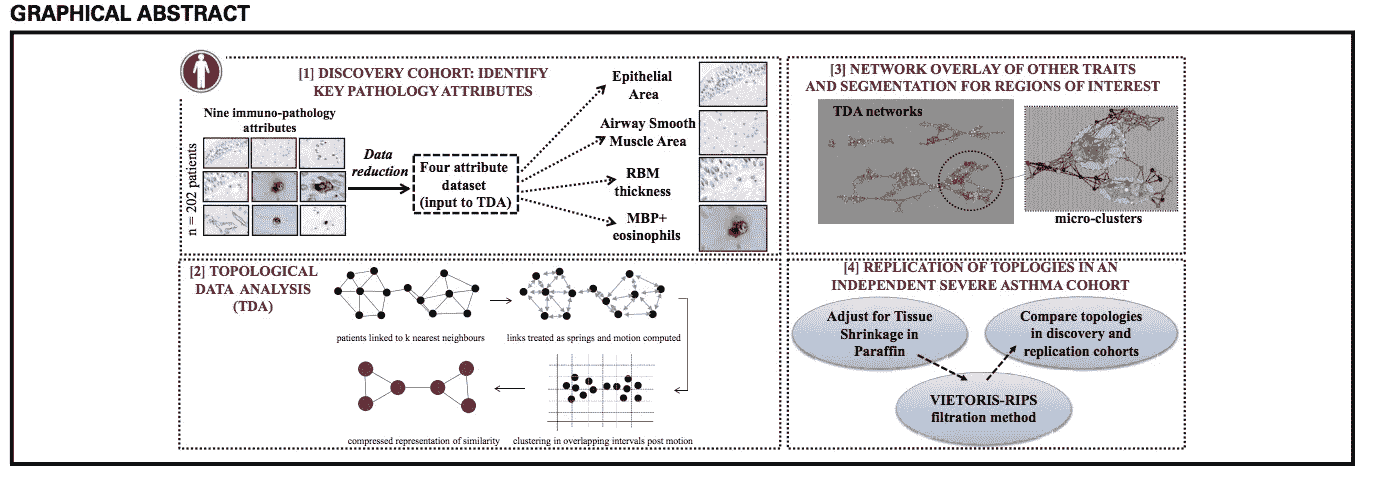 GRAPHICAL ABSTRACT
[1] DISCOVERY COHORT: IDENTIFY
KEY PATHOLOGY ATTRIBUTES
Nine immuno-pathology
attributes
n = 202 patients
Data
reduction
Four attribute
dataset
(input to TDA)
Epithelial
Area
Airway Smooth
Muscle Area
RBM
thickness
MBP+
eosinophils
[2] TOPOLOGICAL
DATA ANALYSIS
(TDA)
patients linked to k nearest neighbours
links treated as springs and motion computed
compressed representation of similarity
clustering in overlapping intervals post motion
[3] NETWORK OVERLAY OF OTHER TRAITS
AND SEGMENTATION FOR REGIONS OF INTEREST
TDA networks
micro-clusters
[4] REPLICATION OF TOPLOGIES IN AN
INDEPENDENT SEVERE ASTHMA COHORT
Adjust for Tissue
Shrinkage in
Paraffin
Compare topologies
in discovery and
replication cohorts
VIETORIS-RIPS
filtration method